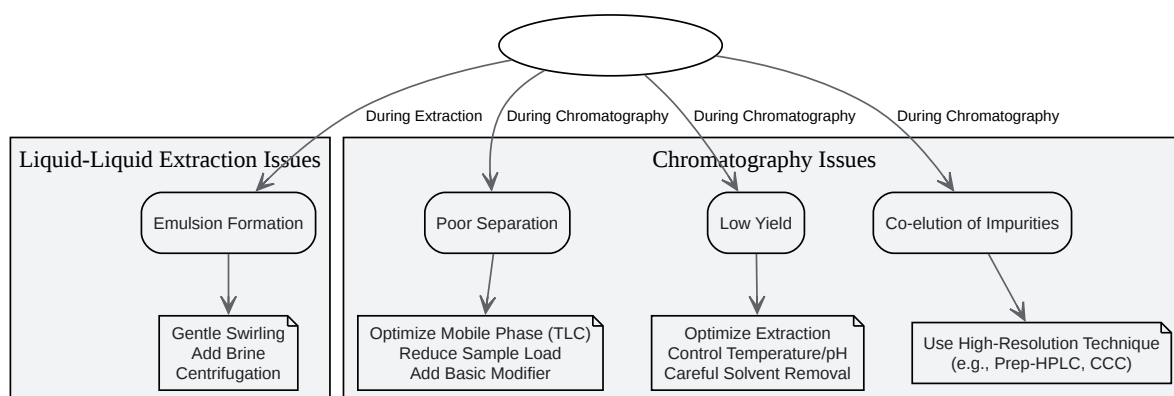 During Extraction
During Chromatography
During Chromatography
During Chromatography
Liquid-Liquid Extraction Issues
Chromatography Issues
Emulsion Formation
Poor Separation
Low Yield
Co-elution of Impurities
Gentle Swirling
Add Brine
Centrifugation
Optimize Mobile Phase (TLC)
Reduce Sample Load
Add Basic Modifier
Optimize Extraction
Control Temperature/pH
Careful Solvent Removal
Use High-Resolution Technique
(e.g., Prep-HPLC, CCC)